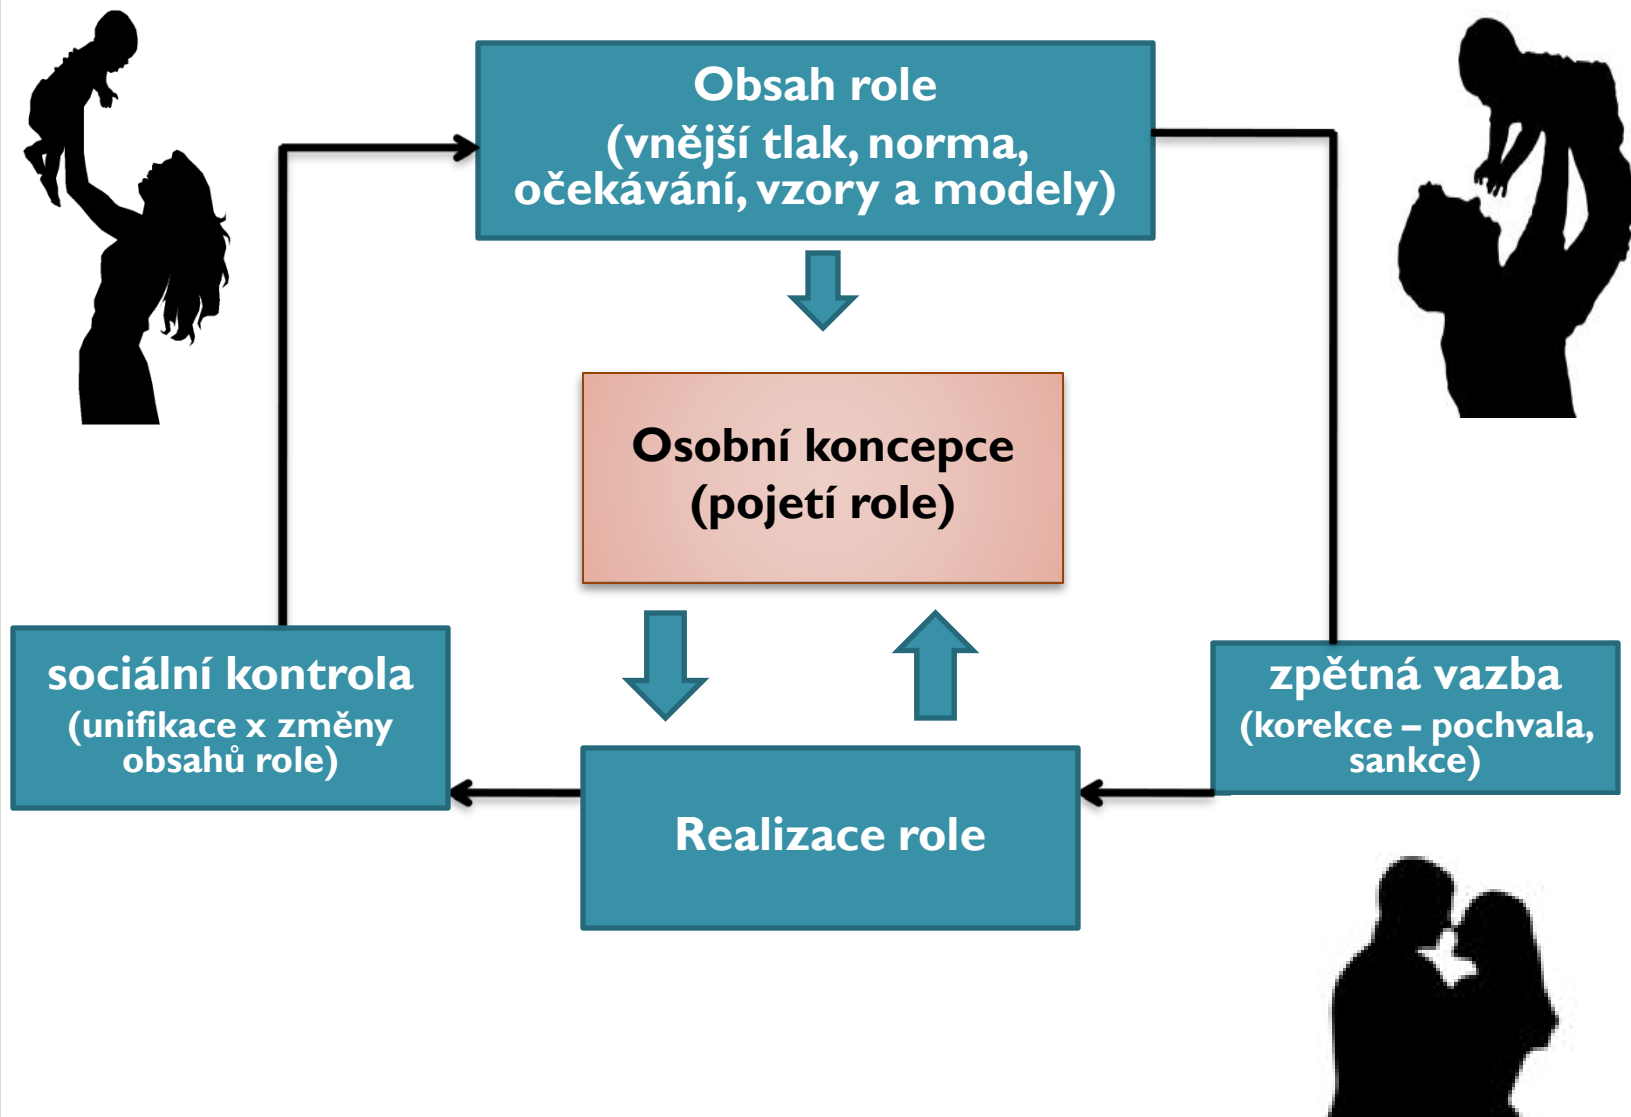 Obsah role
(vnější tlak, norma,
očekávání, vzory a modely)
Osobní koncepce
(pojetí role)
sociální kontrola
(unifikace x změny
obsahů role)
zpětná vazba
(korekce – pochvala,
sankce)
Realizace role